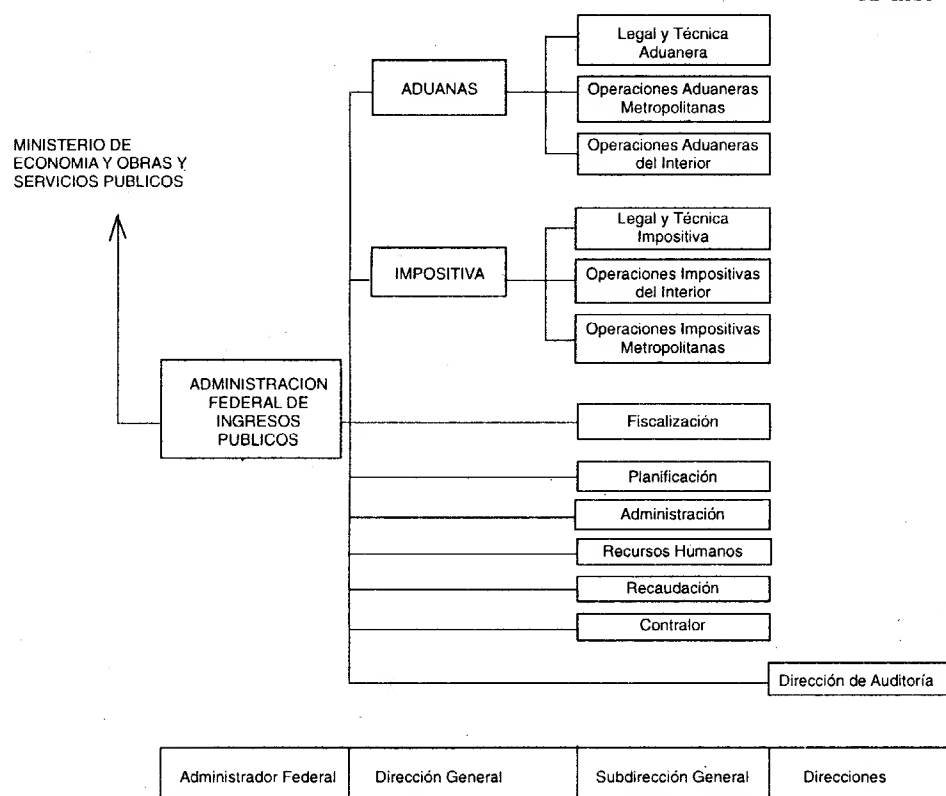 Legal y Técnica
Aduanera
ADUANAS
Operaciones Aduaneras
Metropolitanas
Operaciones Aduaneras
del Interior
MINISTERIO DE
ECONOMIA Y OBRAS Y
SERVICIOS PUBLICOS
Legal y Técnica
Impositiva
IMPOSITIVA
Operaciones Impositivas
del Interior
Operaciones Impositivas
Metropolitanas
ADMINISTRACION
FEDERAL DE
INGRESOS
PUBLICOS
Fiscalización
Planificación
Administración
Recursos Humanos
Recaudación
Contralor
Dirección de Auditoría
Administrador Federal
Dirección General
Subdirección General
Direcciones